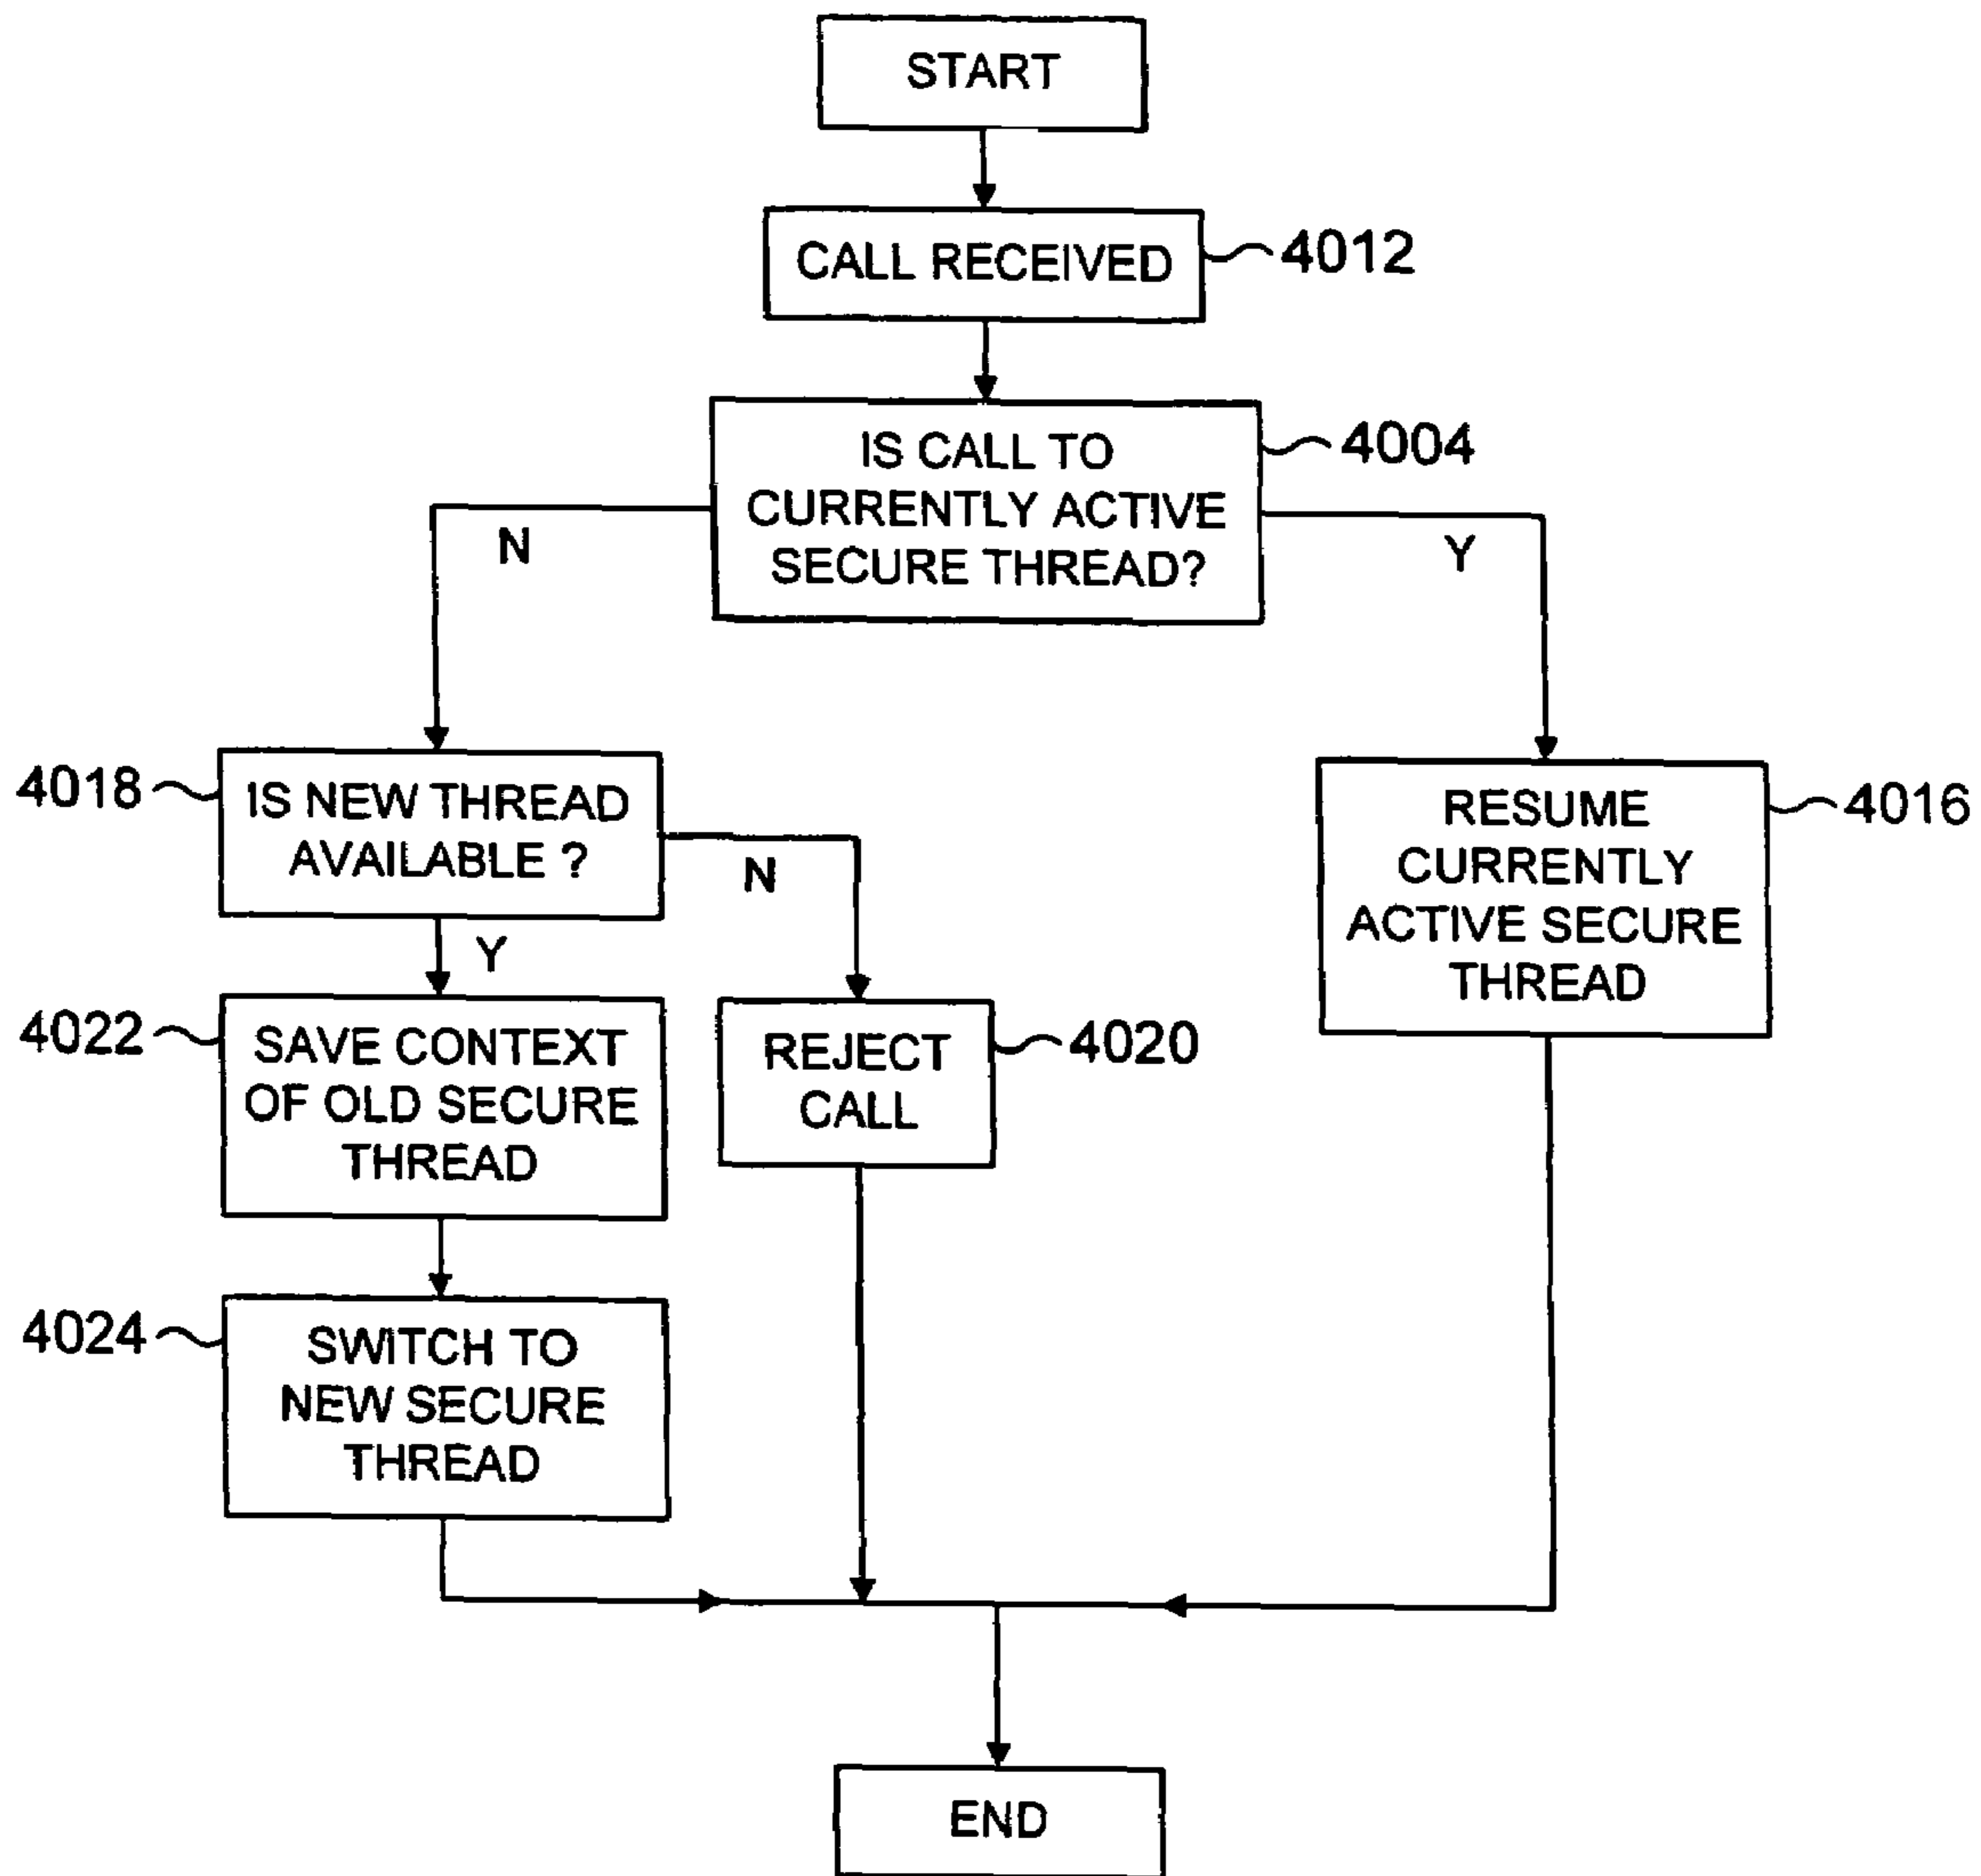 START
CALL RECEIVED
4012
IS CALL TO
CURRENTLY ACTIVE
SECURE THREAD?
4004
N
Y
4018
IS NEW THREAD
AVAILABLE ?
N
Y
RESUME
CURRENTLY
ACTIVE SECURE
THREAD
4016
4022
SAVE CONTEXT
OF OLD SECURE
THREAD
REJECT
CALL
4020
4024
SWITCH TO
NEW SECURE
THREAD
END